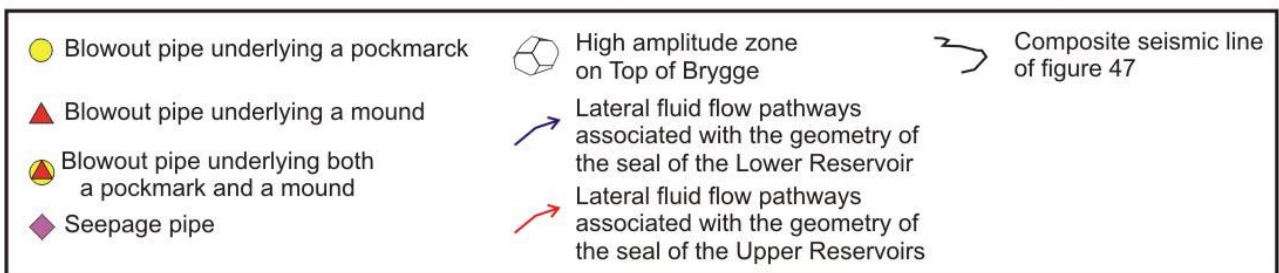 Blowout pipe underlying a pockmarck
Blowout pipe underlying a mound
Blowout pipe underlying both
a pockmark and a mound
Seepage pipe
High amplitude zone
on Top of Brygge
Lateral fluid flow pathways
associated with the geometry of
the seal of the Lower Reservoir
Lateral fluid flow pathways
associated with the geometry of
the seal of the Upper Reservoirs
Composite seismic line
of figure 47